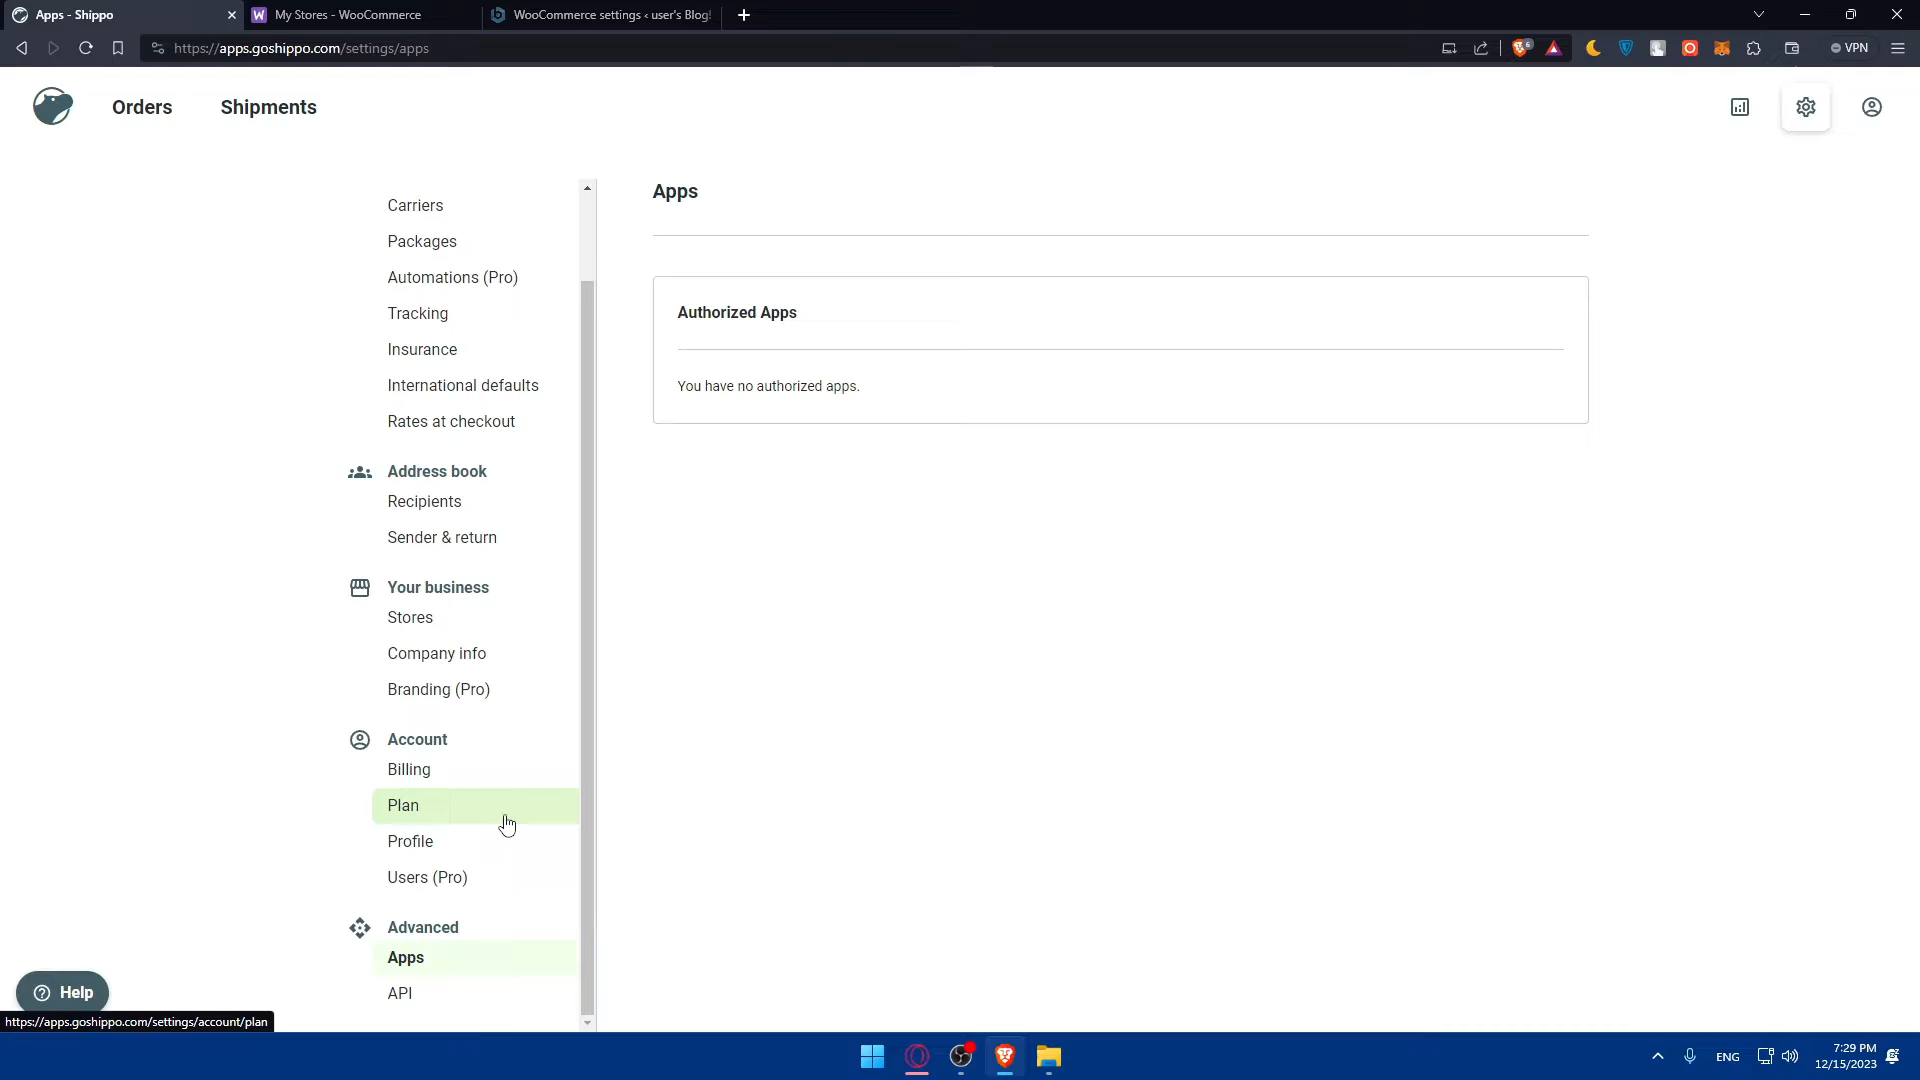 Apps - Shippo
My Stores - WooCommerce
WooCommerce settings ‹ user's Blog!
https://apps.goshippo.com/settings/apps
6
VPN
Orders
Shipments
Carriers
Packages
Automations (Pro)
Tracking
Insurance
International defaults
Rates at checkout
Address book
Recipients
Sender & return
Your business
Stores
Company info
Branding (Pro)
Account
Billing
Plan
Profile
Users (Pro)
Advanced
Apps
API
Apps
Authorized Apps
You have no authorized apps.
Help
https://apps.goshippo.com/settings/account/plan
ENG
7:29 PM
12/15/2023